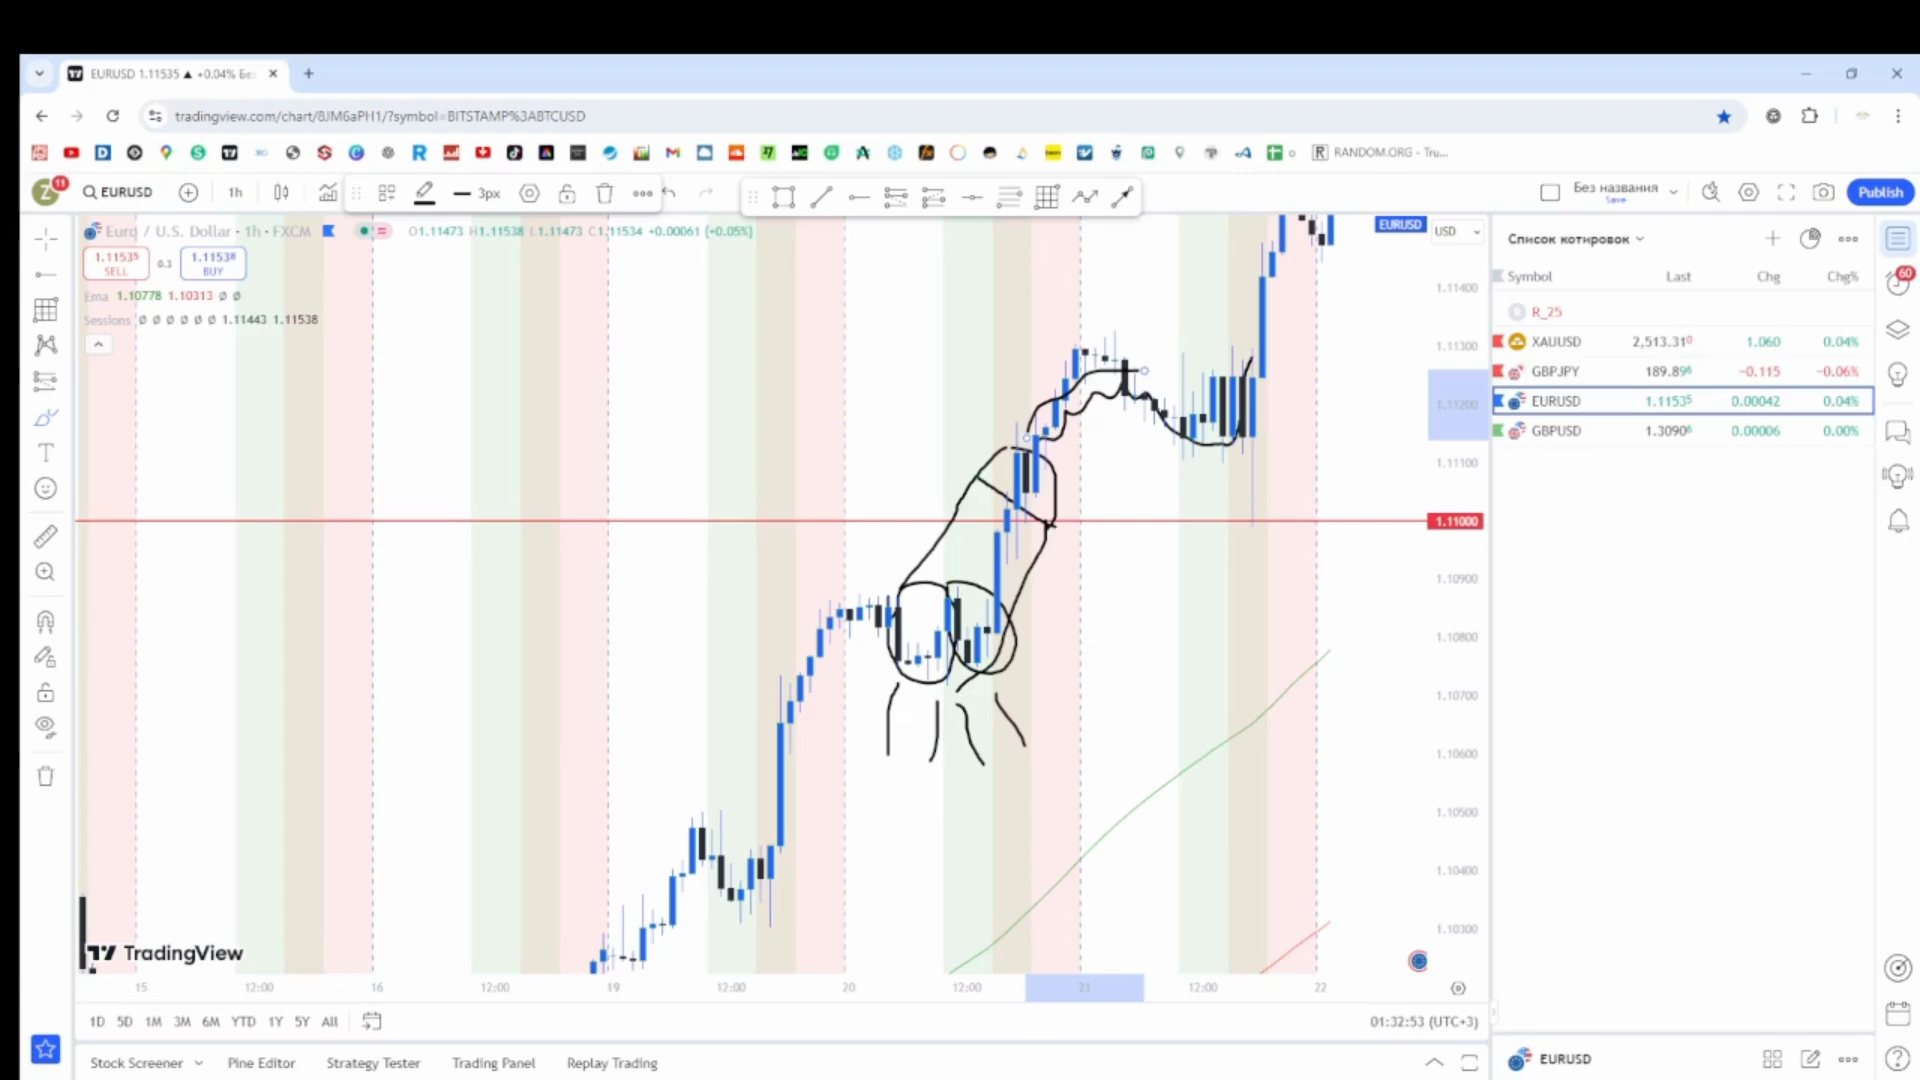 EURUSD 1.11535 ▲ +0.04% Бе
tradingview.com/chart/8JM6aPH1/?symbol=BITSTAMP%3ABTCUSD
RANDOM.ORG - Tru...
Z 11 EURUSD 1h 3px Без названия Save Publish
Euro / U.S. Dollar · 1h · FXCM O1.11473 H1.11538 L1.11473 C1.11534 +0.00061 (+0.05%)
1.11535 SELL 0.3 1.11538 BUY
Ema 1.10778 1.10313 ∅ ∅
Sessions ∅ ∅ ∅ ∅ ∅ ∅ 1.11443 1.11538
EURUSD USD
1.11400
1.11300
1.11200
1.11100
1.11000
1.10900
1.10800
1.10700
1.10600
1.10500
1.10400
1.10300
TradingView
15 12:00 16 12:00 19 12:00 20 12:00 21 12:00 22
1D 5D 1M 3M 6M YTD 1Y 5Y All 01:32:53 (UTC+3)
Stock Screener Pine Editor Strategy Tester Trading Panel Replay Trading
Список котировок
Symbol Last Chg Chg%
R_25
XAUUSD 2,513.310 1.060 0.04%
GBPJPY 189.896 −0.115 −0.06%
EURUSD 1.11535 0.00042 0.04%
GBPUSD 1.30906 0.00006 0.00%
60
EURUSD